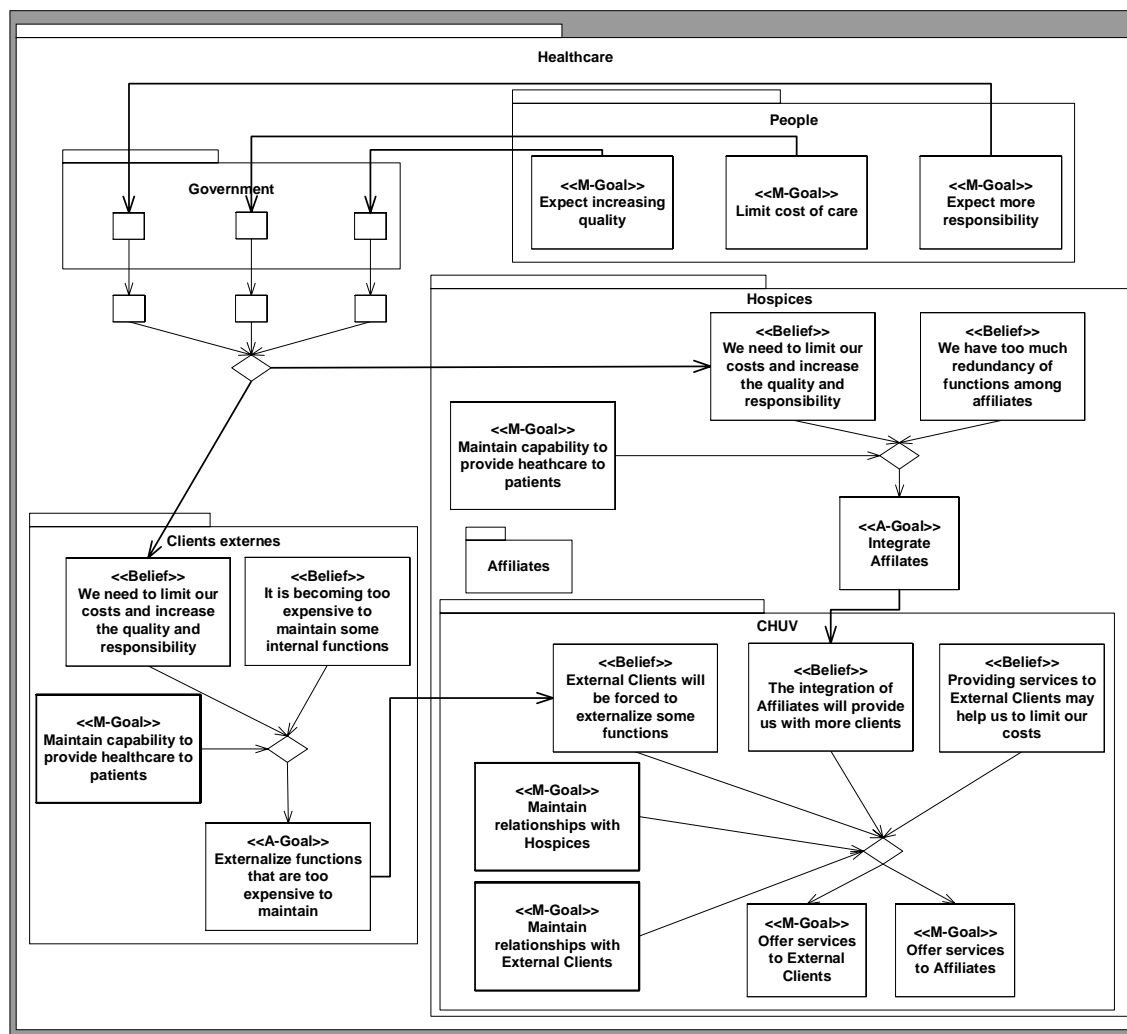 Healthcare
People
<<M-Goal>>
Expect increasing
quality
<<M-Goal>>
Limit cost of care
<<M-Goal>>
Expect more
responsibility
Government
Hospices
<<Belief>>
We need to limit our
costs and increase
the quality and
responsibility
<<Belief>>
We have too much
redundancy of
functions among
affiliates
<<M-Goal>>
Maintain capability to
provide heathcare to
patients
<<A-Goal>>
Integrate
Affilates
Affiliates
Clients externes
<<Belief>>
We need to limit our
costs and increase
the quality and
responsibility
<<Belief>>
It is becoming too
expensive to
maintain some
internal functions
<<M-Goal>>
Maintain capability to
provide healthcare to
patients
<<A-Goal>>
Externalize functions
that are too
expensive to
maintain
CHUV
<<Belief>>
External Clients will
be forced to
externalize some
functions
<<Belief>>
The integration of
Affiliates will provide
us with more clients
<<Belief>>
Providing services to
External Clients may
help us to limit our
costs
<<M-Goal>>
Maintain
relationships with
Hospices
<<M-Goal>>
Maintain
relationships with
External Clients
<<M-Goal>>
Offer services
to External
Clients
<<M-Goal>>
Offer services
to Affiliates